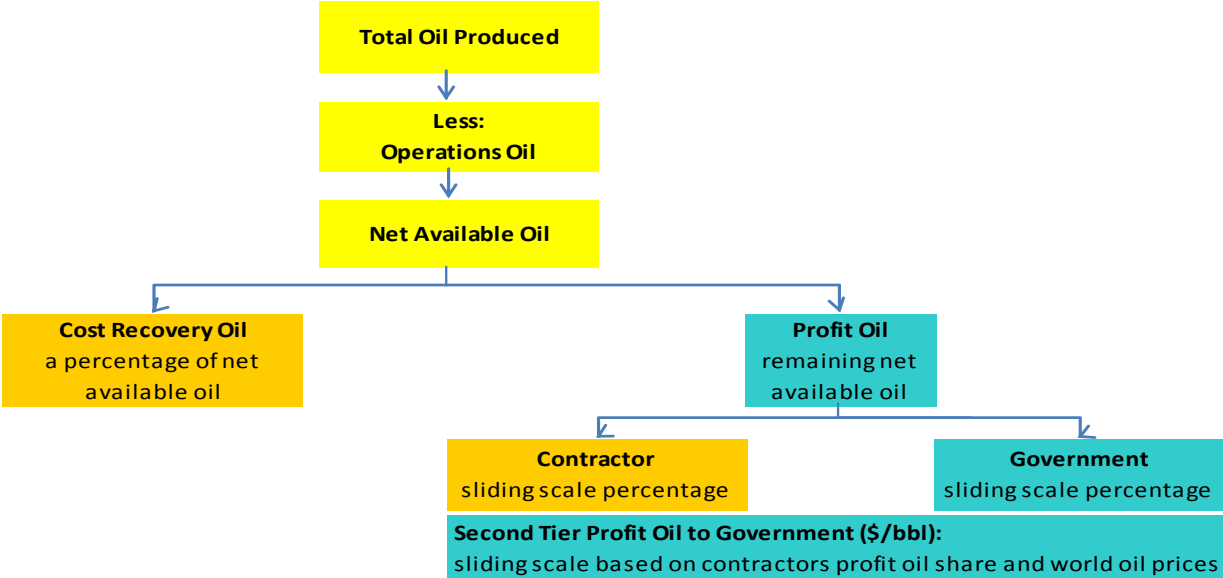 Total Oil Produced
Less:
Operations Oil
Net Available Oil
Cost Recovery Oil
a percentage of net
available oil
Profit Oil
remaining net
available oil
Contractor
sliding scale percentage
Government
sliding scale percentage
Second Tier Profit Oil to Government ($/bbl):
sliding scale based on contractors profit oil share and world oil prices